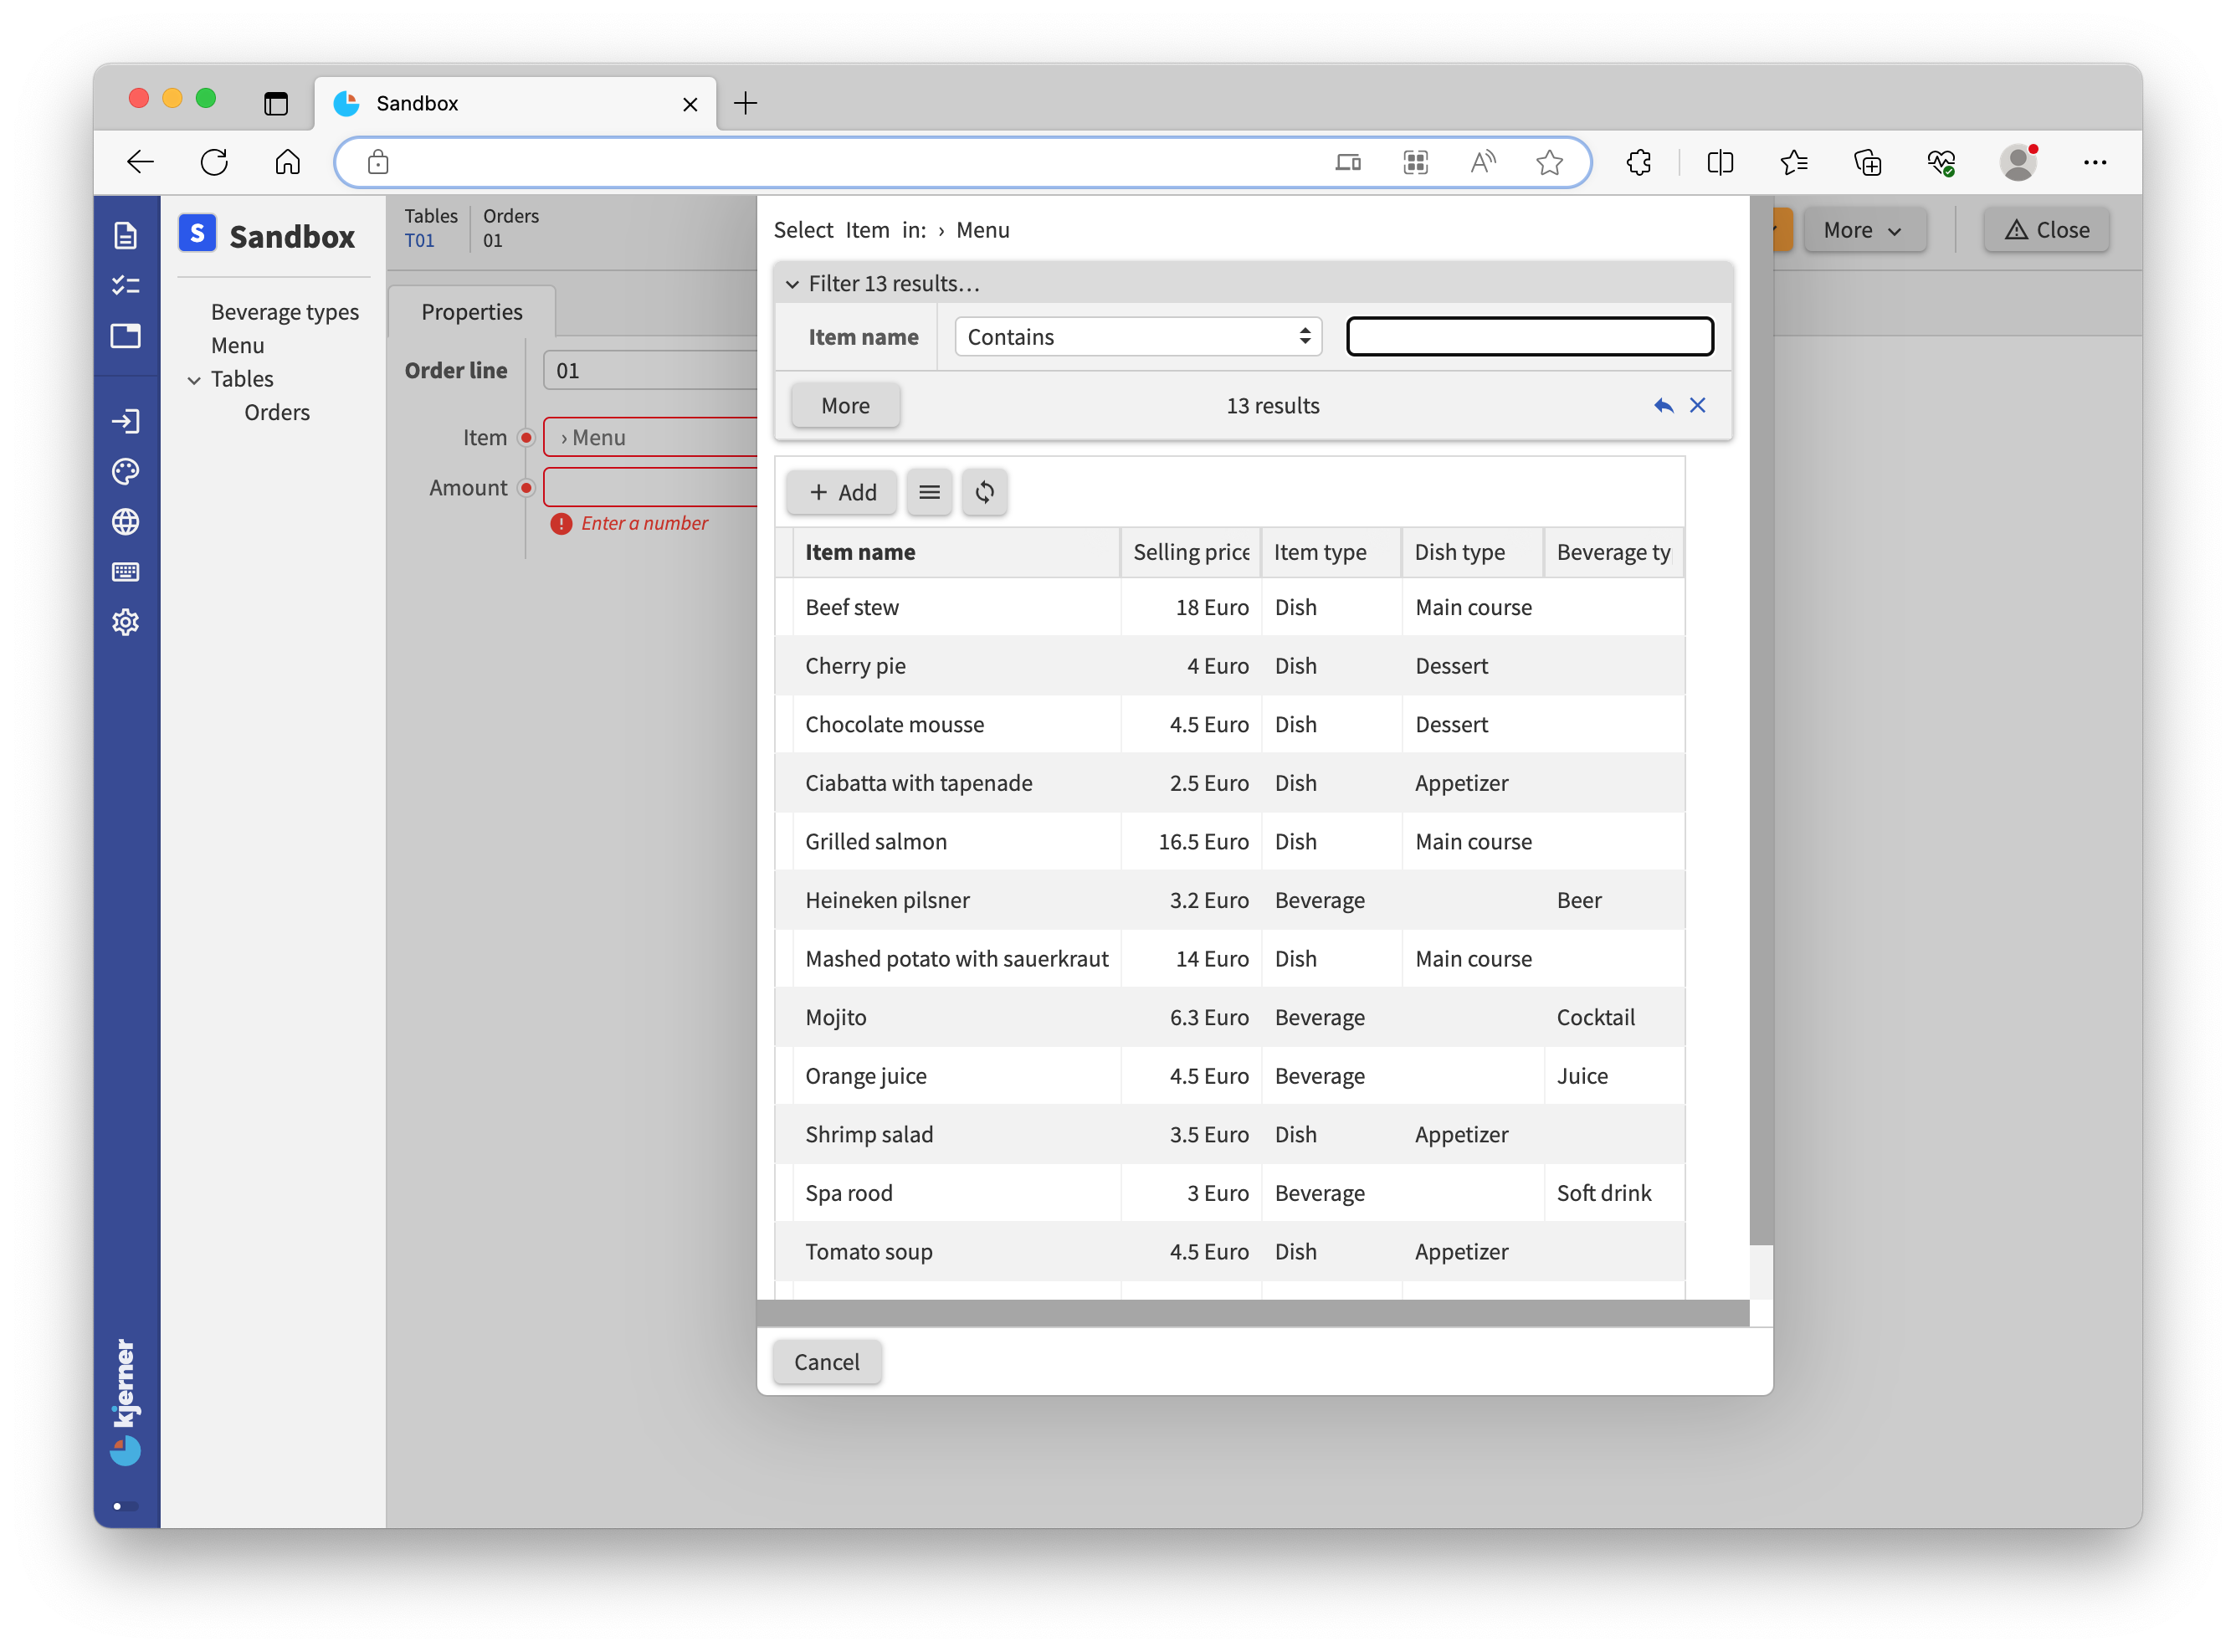 Sandbox
S Sandbox
Beverage types
Menu
Tables
Orders
kjerner
Tables Orders
T01 01
Properties
Order line 01
Item › Menu
Amount
Enter a number
More
Close
Select Item in: › Menu
Filter 13 results…
Item name Contains
More 13 results
+ Add
Item name Selling price Item type Dish type Beverage ty
Beef stew 18 Euro Dish Main course
Cherry pie 4 Euro Dish Dessert
Chocolate mousse 4.5 Euro Dish Dessert
Ciabatta with tapenade 2.5 Euro Dish Appetizer
Grilled salmon 16.5 Euro Dish Main course
Heineken pilsner 3.2 Euro Beverage Beer
Mashed potato with sauerkraut 14 Euro Dish Main course
Mojito 6.3 Euro Beverage Cocktail
Orange juice 4.5 Euro Beverage Juice
Shrimp salad 3.5 Euro Dish Appetizer
Spa rood 3 Euro Beverage Soft drink
Tomato soup 4.5 Euro Dish Appetizer
Cancel